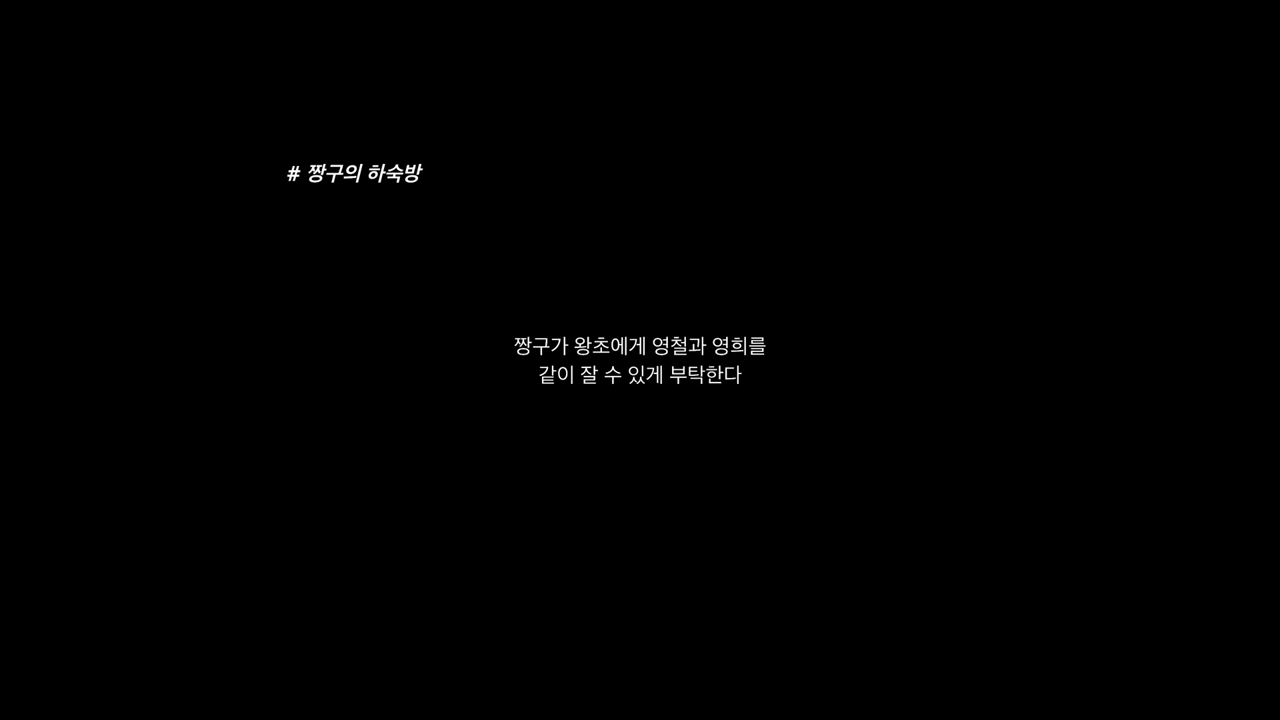 # 짱구의 하숙방
짱구가 왕초에게 영철과 영희를
같이 잘 수 있게 부탁한다